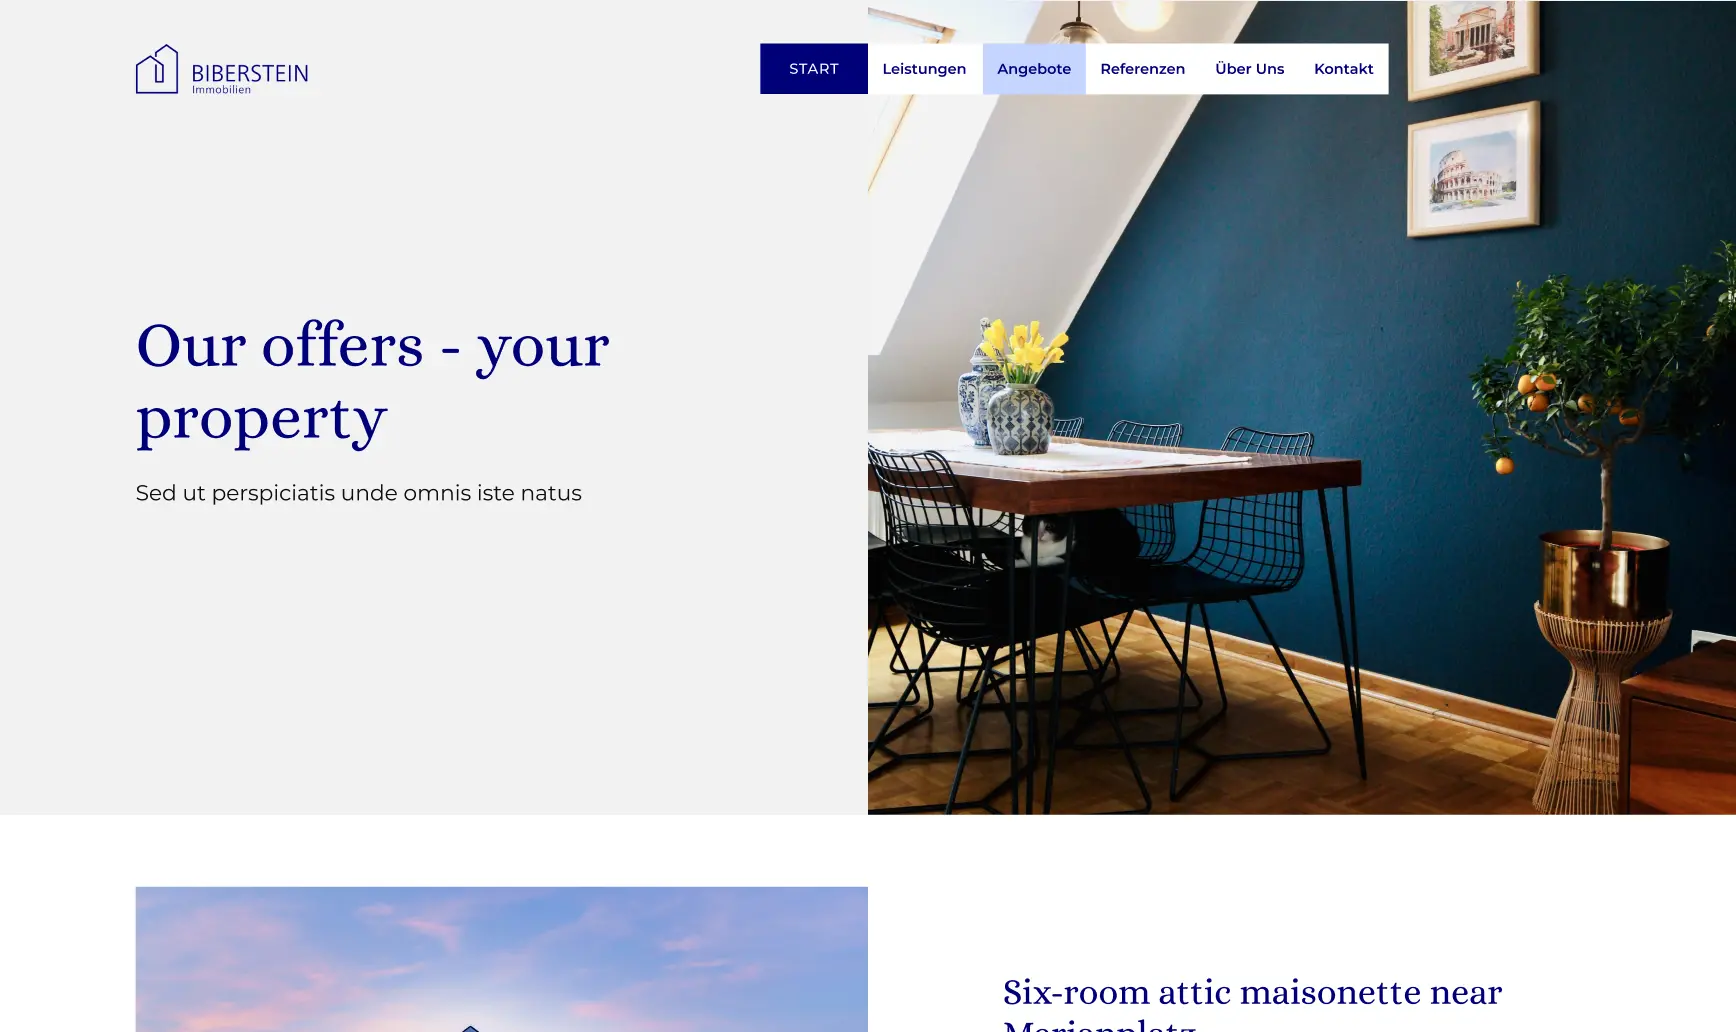 BIBERSTEIN
Immobilien
START Leistungen Angebote Referenzen Über Uns Kontakt
Our offers - your
property
Sed ut perspiciatis unde omnis iste natus
Six-room attic maisonette near
Marienplatz